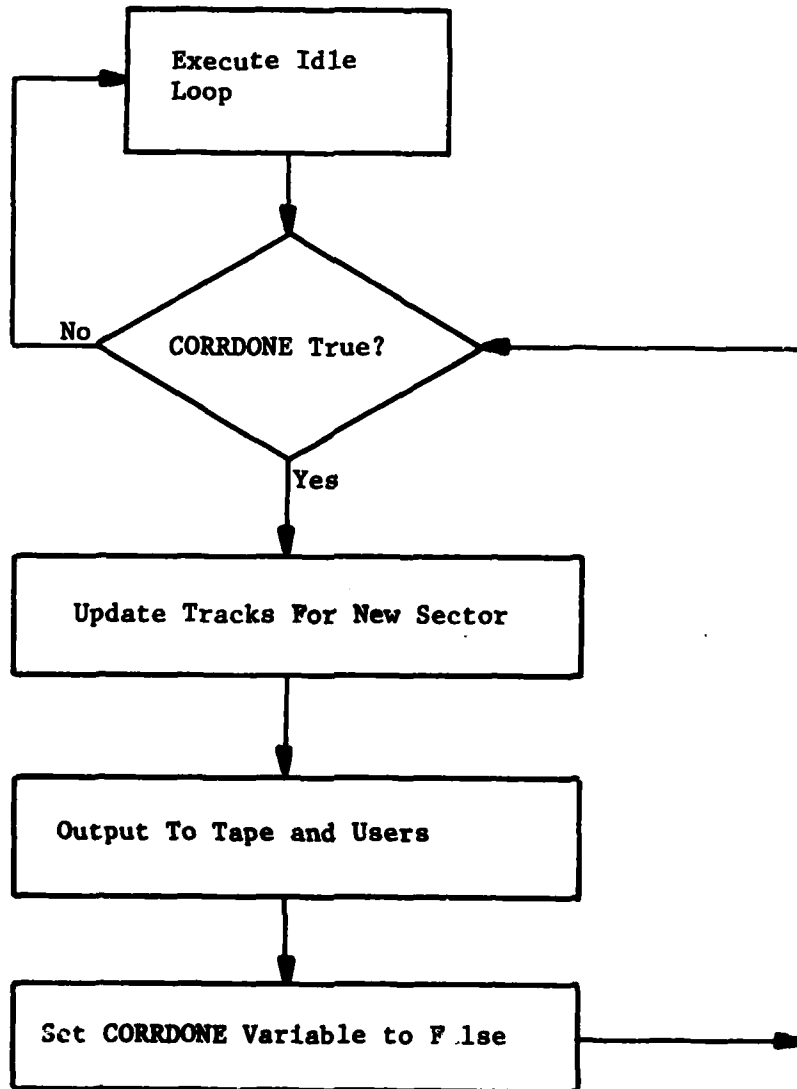 Execute Idle
Loop
No
CORRDONE True?
Yes
Update Tracks For New Sector
Output To Tape and Users
Set CORRDONE Variable to False